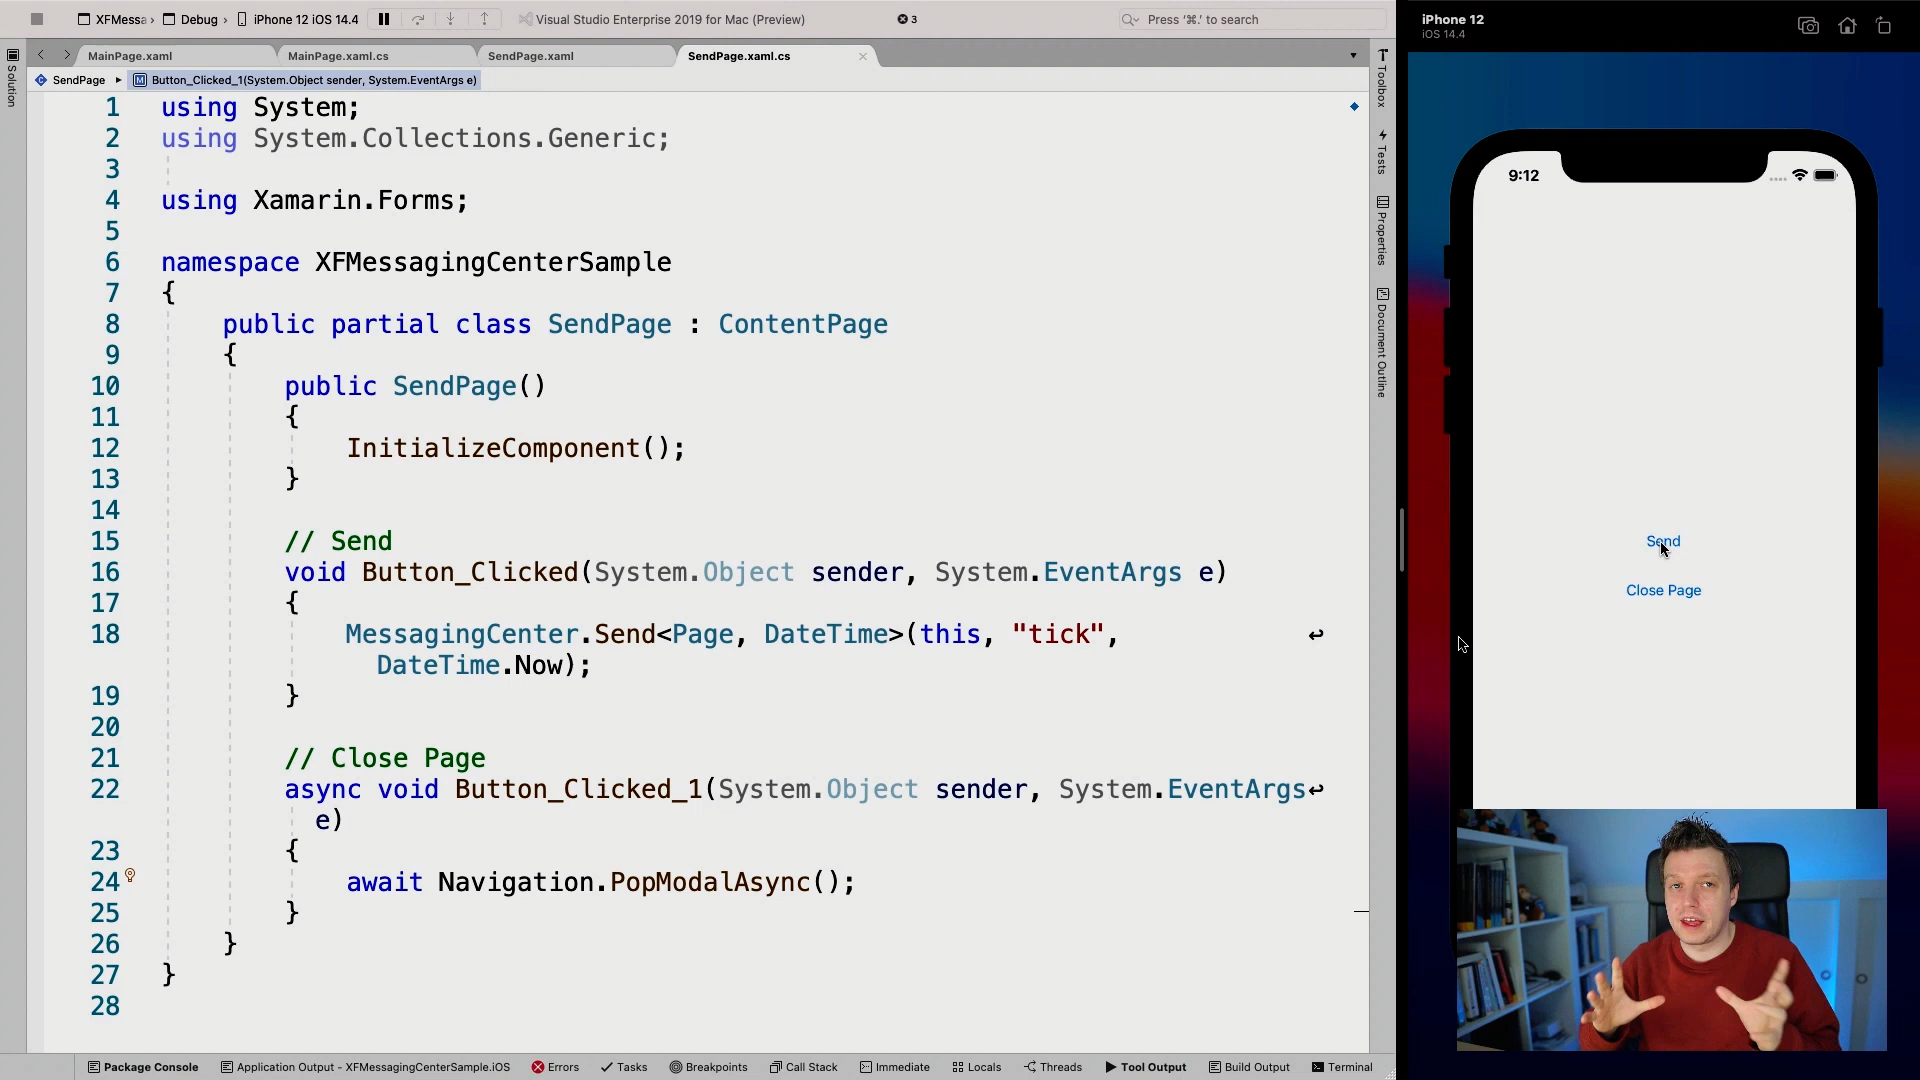 XFMessa › Debug › iPhone 12 iOS 14.4
Visual Studio Enterprise 2019 for Mac (Preview)
3
Press '⌘.' to search
iPhone 12
iOS 14.4
MainPage.xaml
MainPage.xaml.cs
SendPage.xaml
SendPage.xaml.cs
SendPage ▸ Button_Clicked_1(System.Object sender, System.EventArgs e)
Solution
Toolbox
Tests
Properties
Document Outline
1 using System;
2 using System.Collections.Generic;
3
4 using Xamarin.Forms;
5
6 namespace XFMessagingCenterSample
7 {
8 public partial class SendPage : ContentPage
9 {
10 public SendPage()
11 {
12 InitializeComponent();
13 }
14
15 // Send
16 void Button_Clicked(System.Object sender, System.EventArgs e)
17 {
18 MessagingCenter.Send<Page, DateTime>(this, "tick",
DateTime.Now);
19 }
20
21 // Close Page
22 async void Button_Clicked_1(System.Object sender, System.EventArgs
e)
23 {
24 await Navigation.PopModalAsync();
25 }
26 }
27 }
28
9:12
Send
Close Page
Package Console
Application Output - XFMessagingCenterSample.iOS
Errors
Tasks
Breakpoints
Call Stack
Immediate
Locals
Threads
Tool Output
Build Output
Terminal